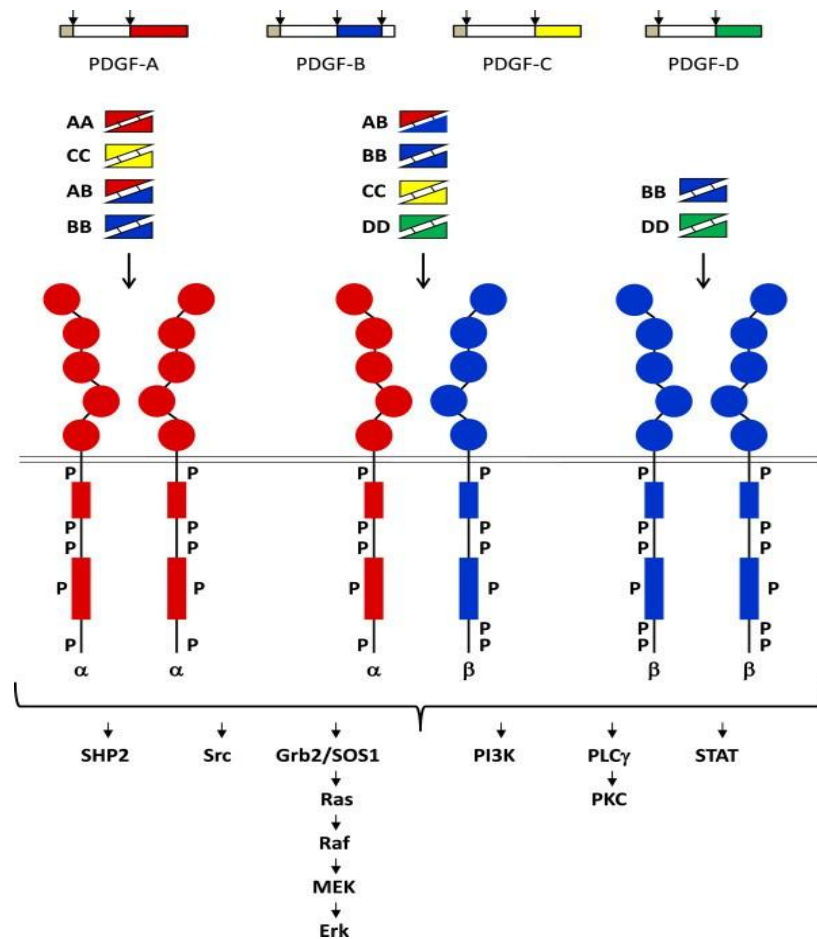 PDGF-A PDGF-B PDGF-C PDGF-D
AA AB
CC BB
AB CC BB
BB DD DD
P P P P P P
P P P P P P
P P P P P P
P P P P P P
P P
P P P P P P
α α α β β β
SHP2 Src Grb2/SOS1 PI3K PLCγ STAT
Ras PKC
Raf
MEK
Erk